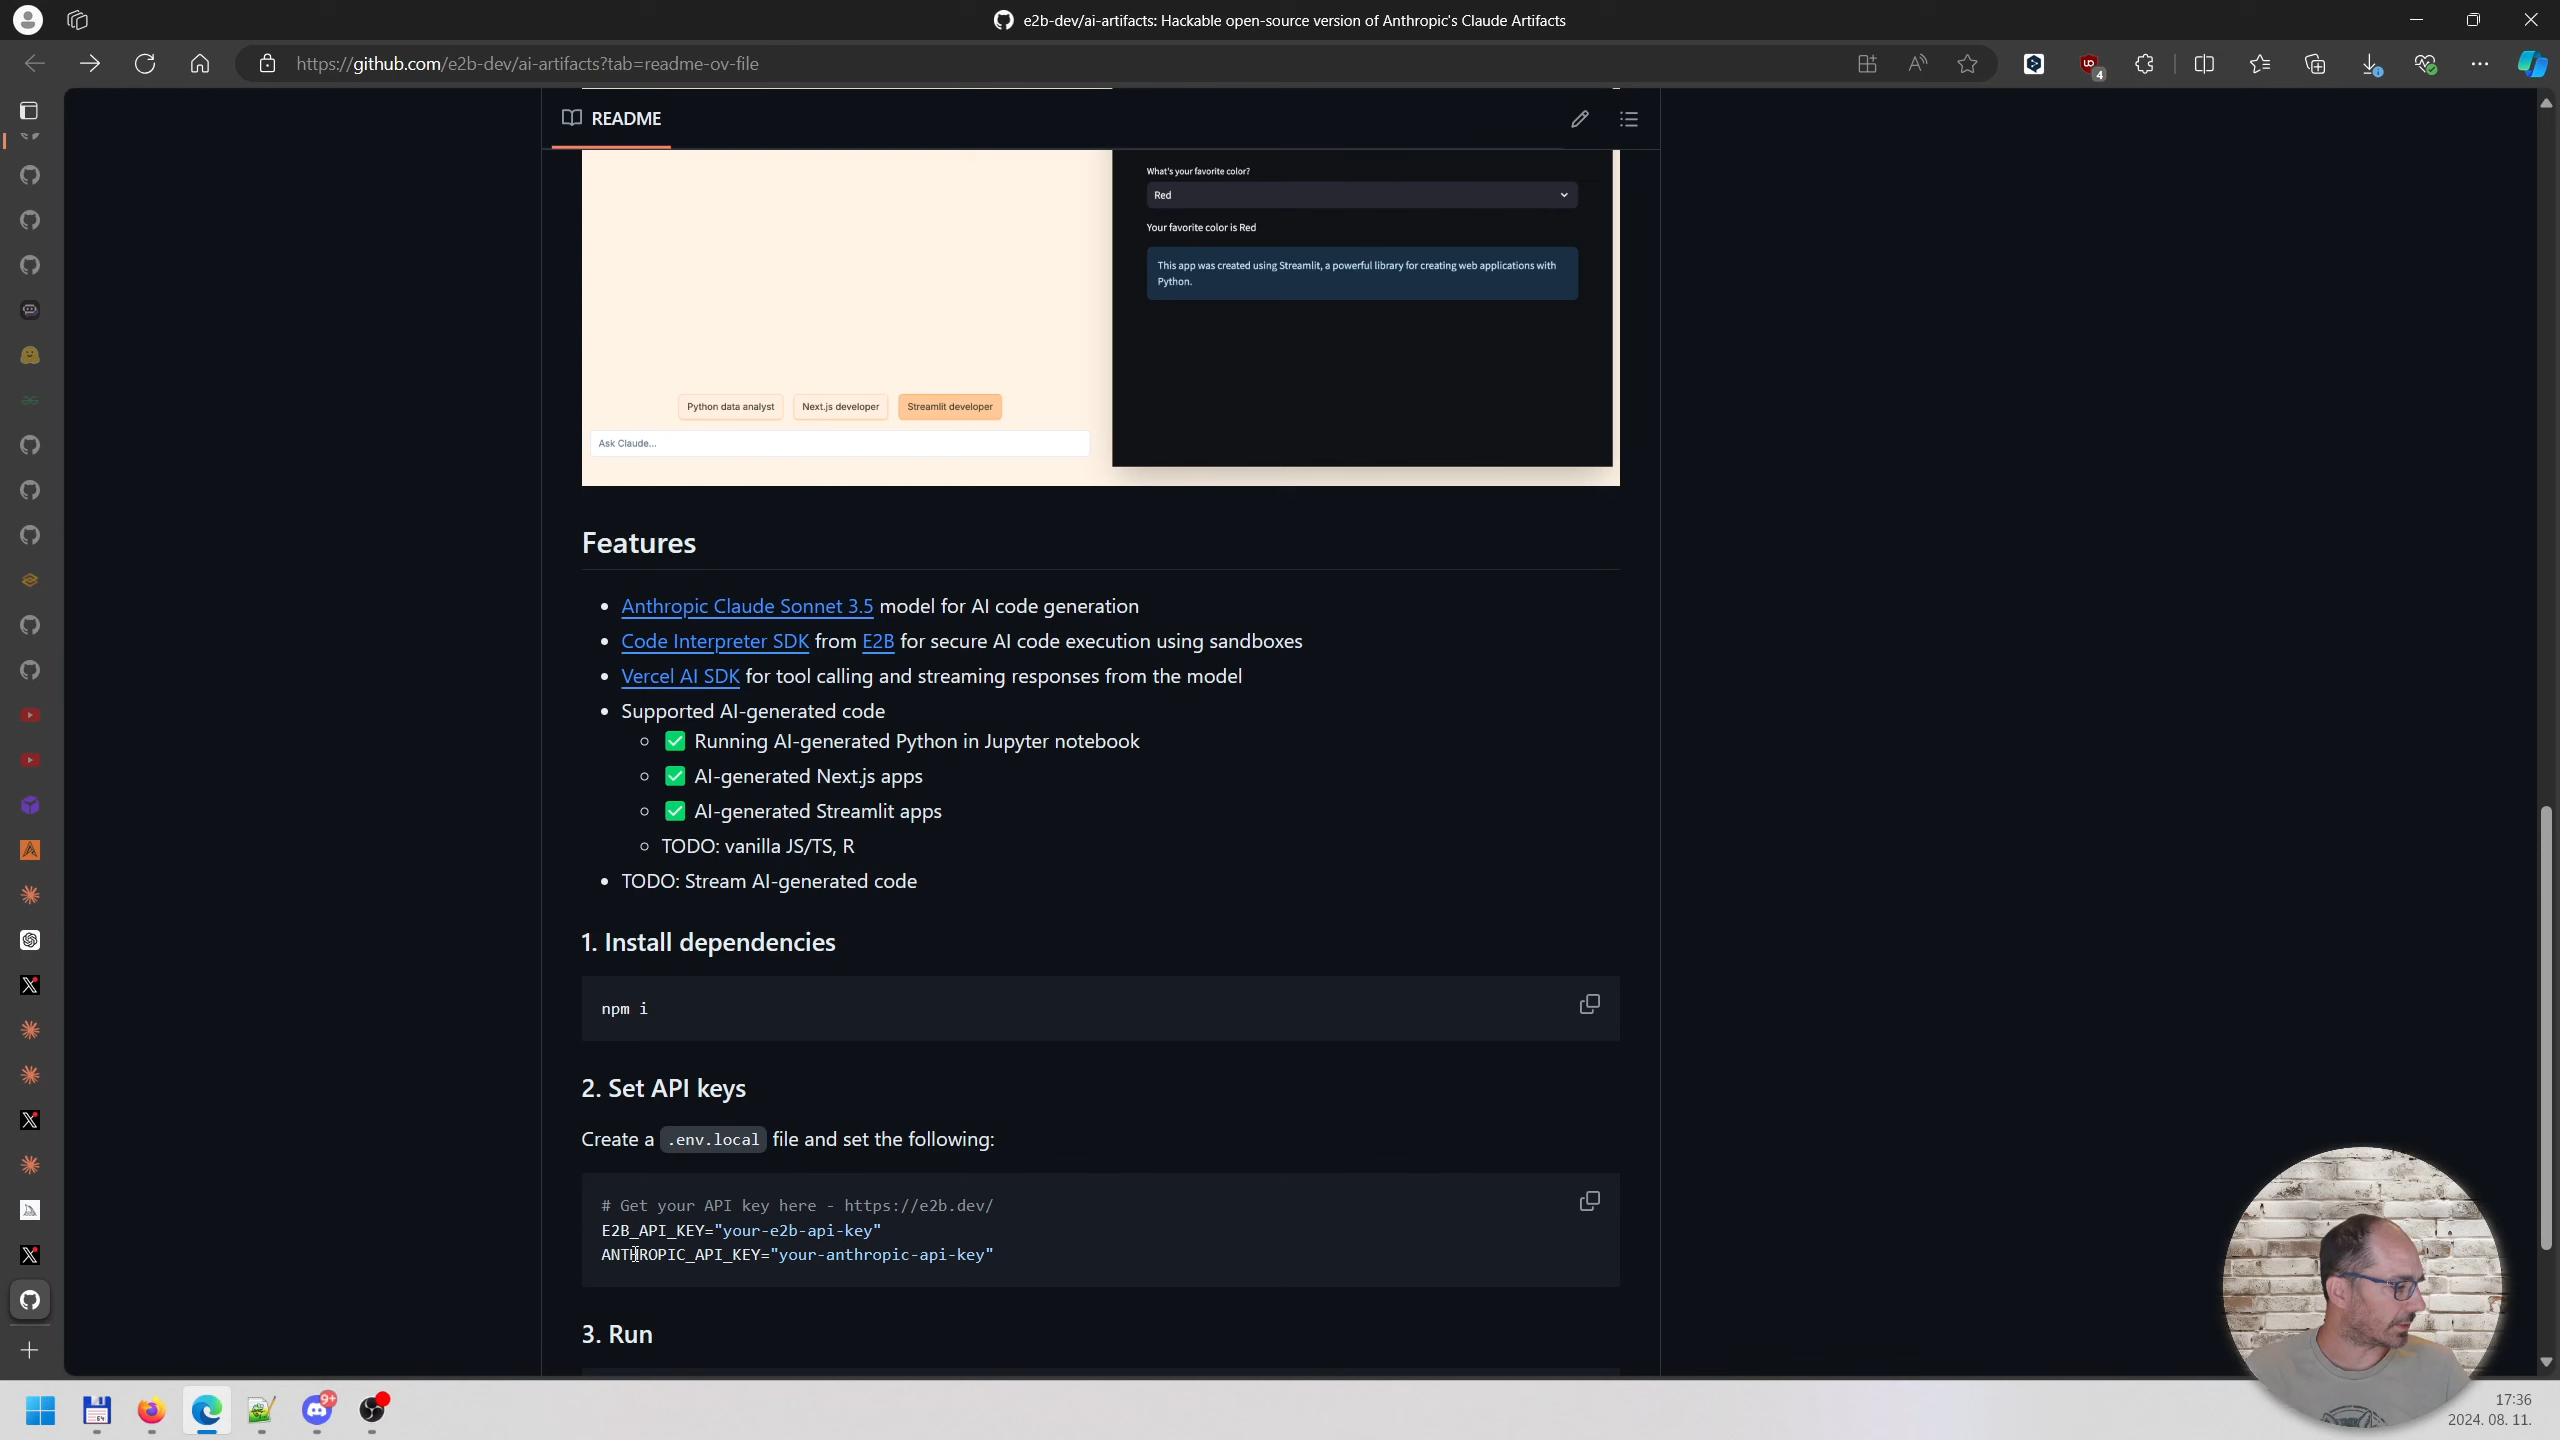 e2b-dev/ai-artifacts: Hackable open-source version of Anthropic's Claude Artifacts
https://github.com/e2b-dev/ai-artifacts?tab=readme-ov-file
4
README
What's your favorite color?
Red
Your favorite color is Red
This app was created using Streamlit, a powerful library for creating web applications with
Python.
Python data analyst Next.js developer Streamlit developer
Ask Claude...
Features
• Anthropic Claude Sonnet 3.5 model for AI code generation
• Code Interpreter SDK from E2B for secure AI code execution using sandboxes
• Vercel AI SDK for tool calling and streaming responses from the model
• Supported AI-generated code
○ ✅ Running AI-generated Python in Jupyter notebook
○ ✅ AI-generated Next.js apps
○ ✅ AI-generated Streamlit apps
○ TODO: vanilla JS/TS, R
• TODO: Stream AI-generated code
1. Install dependencies
npm i
2. Set API keys
Create a .env.local file and set the following:
# Get your API key here - https://e2b.dev/
E2B_API_KEY="your-e2b-api-key"
ANTHROPIC_API_KEY="your-anthropic-api-key"
3. Run
64
9+
17:36
2024. 08. 11.